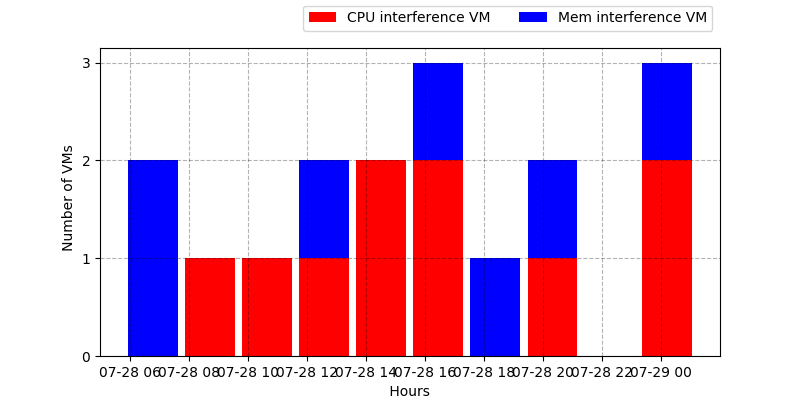 CPU interference VM Mem interference VM
3
2
1
0
Number of VMs
07-28 06 07-28 08 07-28 10 07-28 12 07-28 14 07-28 16 07-28 18 07-28 20 07-28 22 07-29 00
Hours